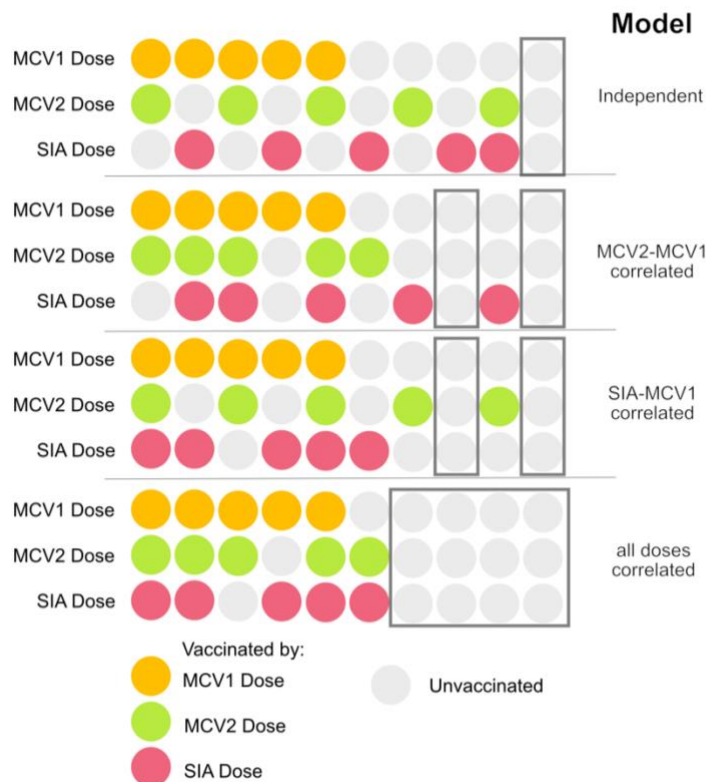 Model
MCV1 Dose
MCV2 Dose
SIA Dose
Independent
MCV1 Dose
MCV2 Dose
SIA Dose
MCV2-MCV1
correlated
MCV1 Dose
MCV2 Dose
SIA Dose
SIA-MCV1
correlated
MCV1 Dose
MCV2 Dose
SIA Dose
all doses
correlated
Vaccinated by:
MCV1 Dose
MCV2 Dose
SIA Dose
Unvaccinated